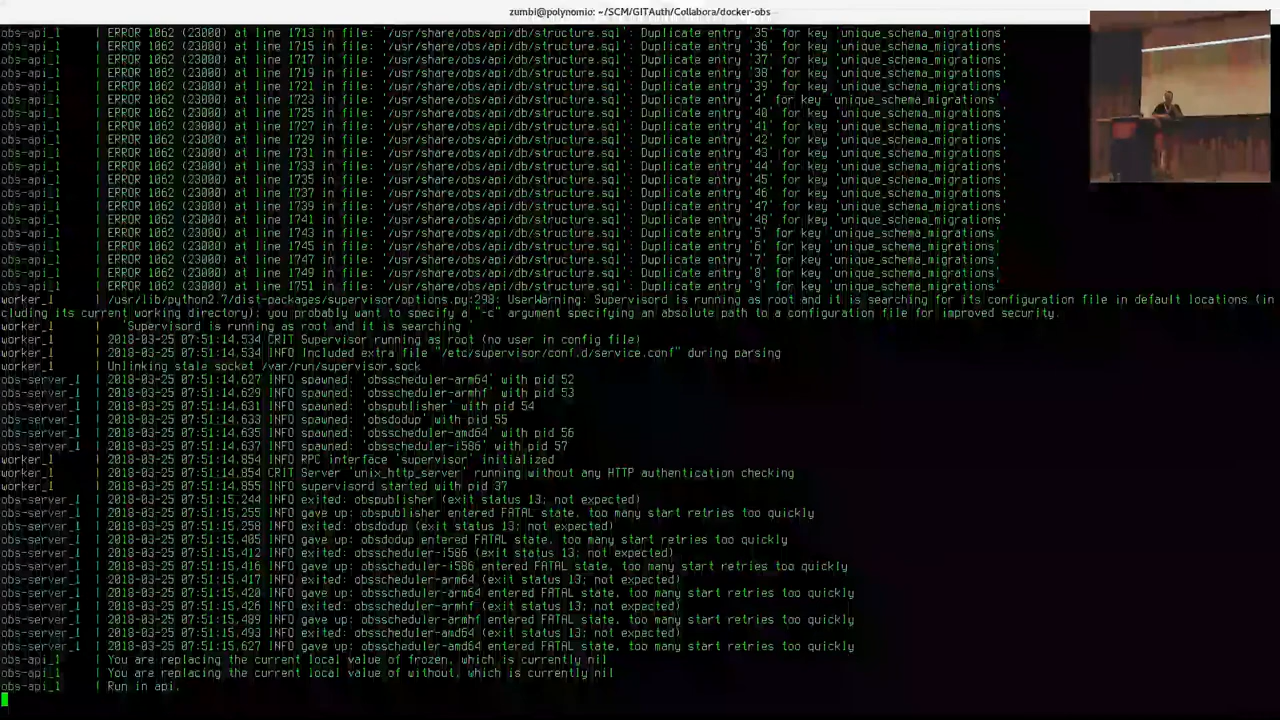 zumbi@polynomio: ~/SCM/GITAuth/Collabora/docker-obs
obs-api_1     | ERROR 1062 (23000) at line 1713 in file: '/usr/share/obs/api/db/structure.sql': Duplicate entry '35' for key 'unique_schema_migrations'
obs-api_1     | ERROR 1062 (23000) at line 1715 in file: '/usr/share/obs/api/db/structure.sql': Duplicate entry '36' for key 'unique_schema_migrations'
obs-api_1     | ERROR 1062 (23000) at line 1717 in file: '/usr/share/obs/api/db/structure.sql': Duplicate entry '37' for key 'unique_schema_migrations'
obs-api_1     | ERROR 1062 (23000) at line 1719 in file: '/usr/share/obs/api/db/structure.sql': Duplicate entry '38' for key 'unique_schema_migrations'
obs-api_1     | ERROR 1062 (23000) at line 1721 in file: '/usr/share/obs/api/db/structure.sql': Duplicate entry '39' for key 'unique_schema_migrations'
obs-api_1     | ERROR 1062 (23000) at line 1723 in file: '/usr/share/obs/api/db/structure.sql': Duplicate entry '4' for key 'unique_schema_migrations'
obs-api_1     | ERROR 1062 (23000) at line 1725 in file: '/usr/share/obs/api/db/structure.sql': Duplicate entry '40' for key 'unique_schema_migrations'
obs-api_1     | ERROR 1062 (23000) at line 1727 in file: '/usr/share/obs/api/db/structure.sql': Duplicate entry '41' for key 'unique_schema_migrations'
obs-api_1     | ERROR 1062 (23000) at line 1729 in file: '/usr/share/obs/api/db/structure.sql': Duplicate entry '42' for key 'unique_schema_migrations'
obs-api_1     | ERROR 1062 (23000) at line 1731 in file: '/usr/share/obs/api/db/structure.sql': Duplicate entry '43' for key 'unique_schema_migrations'
obs-api_1     | ERROR 1062 (23000) at line 1733 in file: '/usr/share/obs/api/db/structure.sql': Duplicate entry '44' for key 'unique_schema_migrations'
obs-api_1     | ERROR 1062 (23000) at line 1735 in file: '/usr/share/obs/api/db/structure.sql': Duplicate entry '45' for key 'unique_schema_migrations'
obs-api_1     | ERROR 1062 (23000) at line 1737 in file: '/usr/share/obs/api/db/structure.sql': Duplicate entry '46' for key 'unique_schema_migrations'
obs-api_1     | ERROR 1062 (23000) at line 1739 in file: '/usr/share/obs/api/db/structure.sql': Duplicate entry '47' for key 'unique_schema_migrations'
obs-api_1     | ERROR 1062 (23000) at line 1741 in file: '/usr/share/obs/api/db/structure.sql': Duplicate entry '48' for key 'unique_schema_migrations'
obs-api_1     | ERROR 1062 (23000) at line 1743 in file: '/usr/share/obs/api/db/structure.sql': Duplicate entry '5' for key 'unique_schema_migrations'
obs-api_1     | ERROR 1062 (23000) at line 1745 in file: '/usr/share/obs/api/db/structure.sql': Duplicate entry '6' for key 'unique_schema_migrations'
obs-api_1     | ERROR 1062 (23000) at line 1747 in file: '/usr/share/obs/api/db/structure.sql': Duplicate entry '7' for key 'unique_schema_migrations'
obs-api_1     | ERROR 1062 (23000) at line 1749 in file: '/usr/share/obs/api/db/structure.sql': Duplicate entry '8' for key 'unique_schema_migrations'
obs-api_1     | ERROR 1062 (23000) at line 1751 in file: '/usr/share/obs/api/db/structure.sql': Duplicate entry '9' for key 'unique_schema_migrations'
worker_1      | /usr/lib/python2.7/dist-packages/supervisor/options.py:298: UserWarning: Supervisord is running as root and it is searching for its configuration file in default locations (in
cluding its current working directory); you probably want to specify a "-c" argument specifying an absolute path to a configuration file for improved security.
worker_1      |   'Supervisord is running as root and it is searching '
worker_1      | 2018-03-25 07:51:14,534 CRIT Supervisor running as root (no user in config file)
worker_1      | 2018-03-25 07:51:14,534 INFO Included extra file "/etc/supervisor/conf.d/service.conf" during parsing
worker_1      | Unlinking stale socket /var/run/supervisor.sock
obs-server_1  | 2018-03-25 07:51:14,627 INFO spawned: 'obsscheduler-arm64' with pid 52
obs-server_1  | 2018-03-25 07:51:14,629 INFO spawned: 'obsscheduler-armhf' with pid 53
obs-server_1  | 2018-03-25 07:51:14,631 INFO spawned: 'obspublisher' with pid 54
obs-server_1  | 2018-03-25 07:51:14,633 INFO spawned: 'obsdodup' with pid 55
obs-server_1  | 2018-03-25 07:51:14,635 INFO spawned: 'obsscheduler-amd64' with pid 56
obs-server_1  | 2018-03-25 07:51:14,637 INFO spawned: 'obsscheduler-i586' with pid 57
worker_1      | 2018-03-25 07:51:14,854 INFO RPC interface 'supervisor' initialized
worker_1      | 2018-03-25 07:51:14,854 CRIT Server 'unix_http_server' running without any HTTP authentication checking
worker_1      | 2018-03-25 07:51:14,855 INFO supervisord started with pid 37
obs-server_1  | 2018-03-25 07:51:15,244 INFO exited: obspublisher (exit status 13; not expected)
obs-server_1  | 2018-03-25 07:51:15,255 INFO gave up: obspublisher entered FATAL state, too many start retries too quickly
obs-server_1  | 2018-03-25 07:51:15,258 INFO exited: obsdodup (exit status 13; not expected)
obs-server_1  | 2018-03-25 07:51:15,405 INFO gave up: obsdodup entered FATAL state, too many start retries too quickly
obs-server_1  | 2018-03-25 07:51:15,412 INFO exited: obsscheduler-i586 (exit status 13; not expected)
obs-server_1  | 2018-03-25 07:51:15,416 INFO gave up: obsscheduler-i586 entered FATAL state, too many start retries too quickly
obs-server_1  | 2018-03-25 07:51:15,417 INFO exited: obsscheduler-arm64 (exit status 13; not expected)
obs-server_1  | 2018-03-25 07:51:15,420 INFO gave up: obsscheduler-arm64 entered FATAL state, too many start retries too quickly
obs-server_1  | 2018-03-25 07:51:15,426 INFO exited: obsscheduler-armhf (exit status 13; not expected)
obs-server_1  | 2018-03-25 07:51:15,489 INFO gave up: obsscheduler-armhf entered FATAL state, too many start retries too quickly
obs-server_1  | 2018-03-25 07:51:15,493 INFO exited: obsscheduler-amd64 (exit status 13; not expected)
obs-server_1  | 2018-03-25 07:51:15,627 INFO gave up: obsscheduler-amd64 entered FATAL state, too many start retries too quickly
obs-api_1     | You are replacing the current local value of frozen, which is currently nil
obs-api_1     | You are replacing the current local value of without, which is currently nil
obs-api_1     | Run in api.